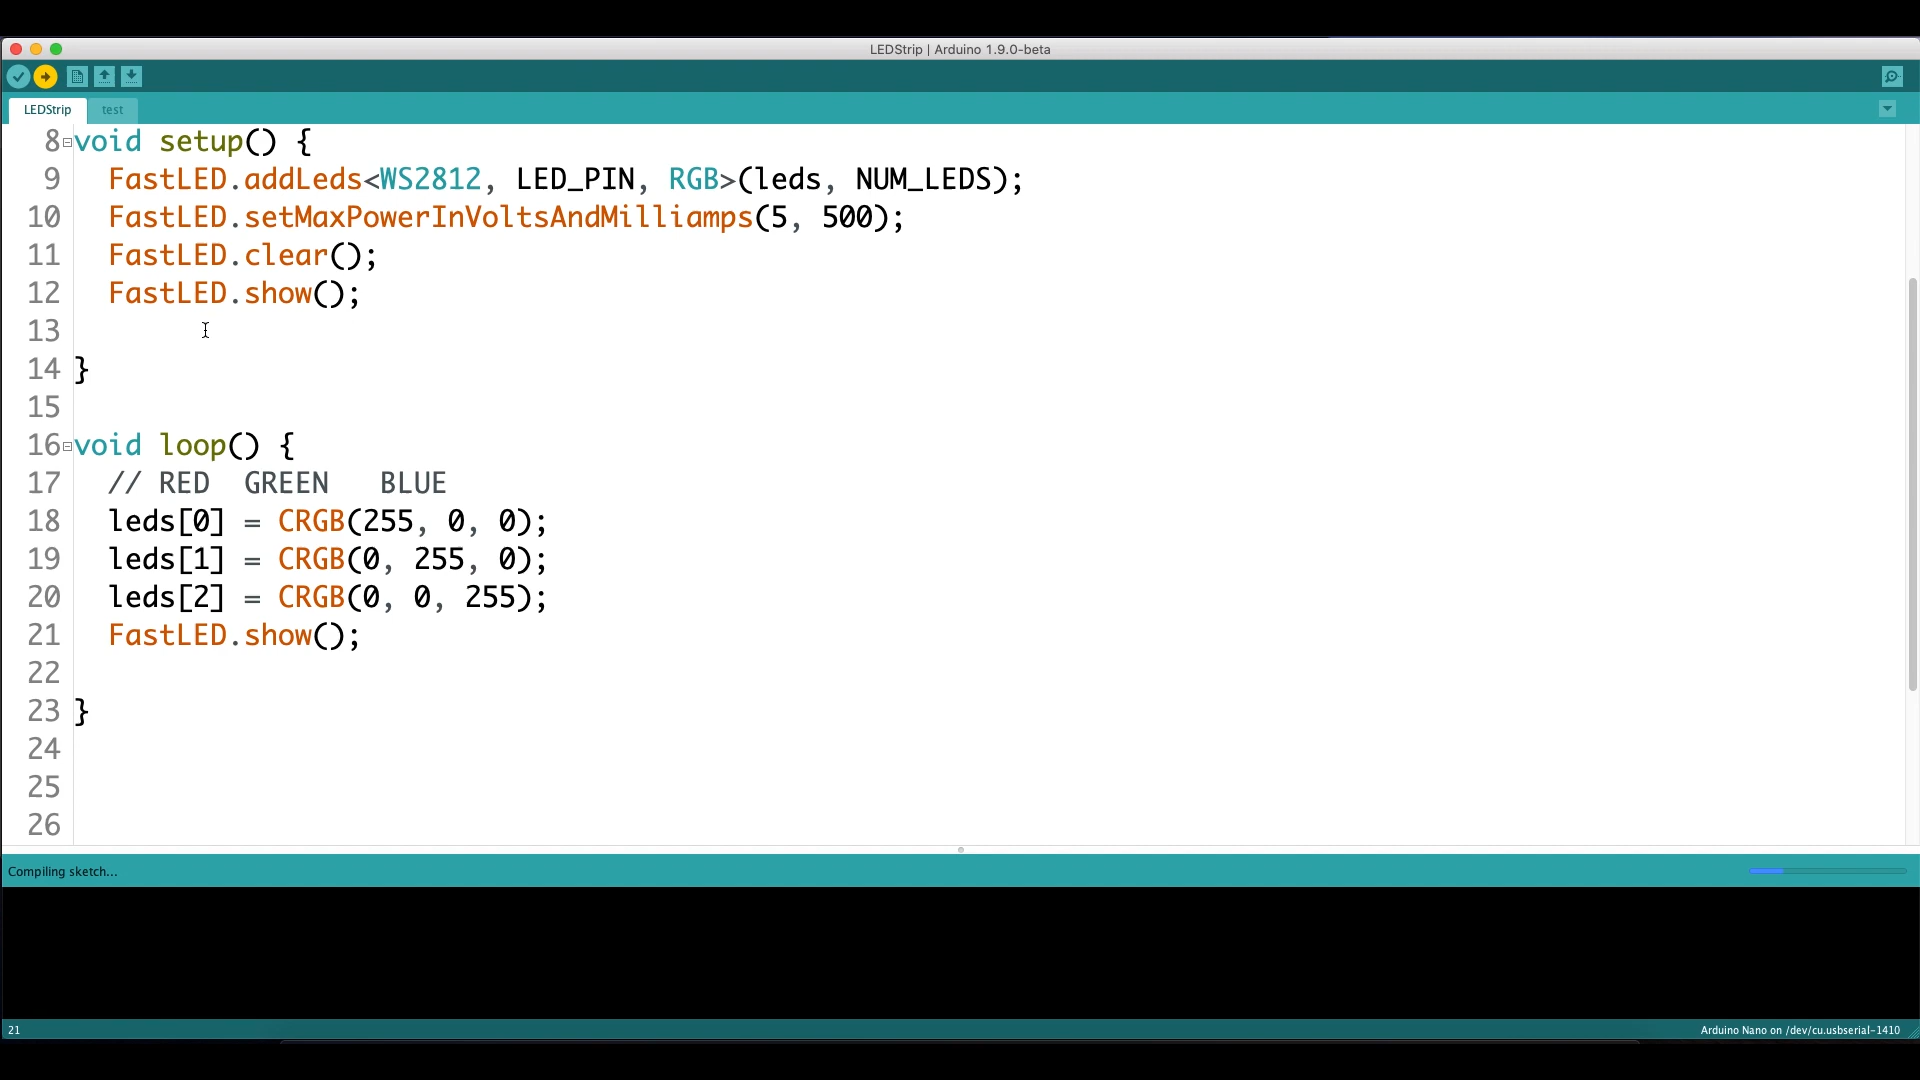 LEDStrip | Arduino 1.9.0-beta
LEDStrip test
8 void setup() {
9 FastLED.addLeds<WS2812, LED_PIN, RGB>(leds, NUM_LEDS);
10 FastLED.setMaxPowerInVoltsAndMilliamps(5, 500);
11 FastLED.clear();
12 FastLED.show();
13
14 }
15
16 void loop() {
17 // RED GREEN BLUE
18 leds[0] = CRGB(255, 0, 0);
19 leds[1] = CRGB(0, 255, 0);
20 leds[2] = CRGB(0, 0, 255);
21 FastLED.show();
22
23 }
24
25
26
Compiling sketch...
21 Arduino Nano on /dev/cu.usbserial-1410